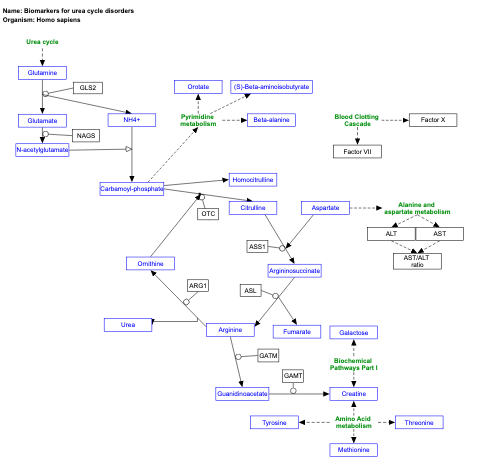 Name: Biomarkers for urea cycle disorders
Organism: Homo sapiens
Urea cycle
Glutamine
GLS2
Orotate
(S)-Beta-aminoisobutyrate
Glutamate
NH4+
Pyrimidine
metabolism
Beta-alanine
Blood Clotting
Cascade
Factor X
NAGS
N-acetylglutamate
Factor VII
Carbamoyl-phosphate
Homocitrulline
OTC
Citrulline
Aspartate
Alanine and
aspartate metabolism
ALT
AST
ASS1
AST/ALT
ratio
Ornithine
Argininosuccinate
ARG1
ASL
Urea
Arginine
Fumarate
Galactose
GATM
Biochemical
Pathways Part I
GAMT
Guanidinoacetate
Creatine
Tyrosine
Amino Acid
metabolism
Threonine
Methionine